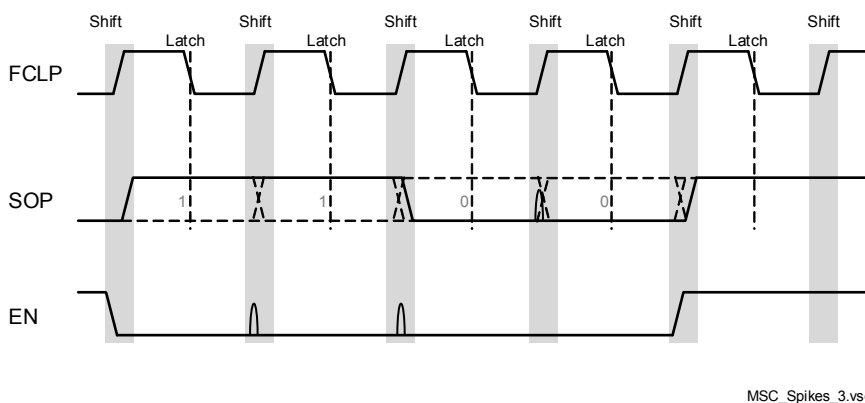 Shift Shift Shift Shift Shift Shift
Latch Latch Latch Latch Latch
FCLP
SOP 1 1 0 0
EN
MSC_Spikes_3.vs